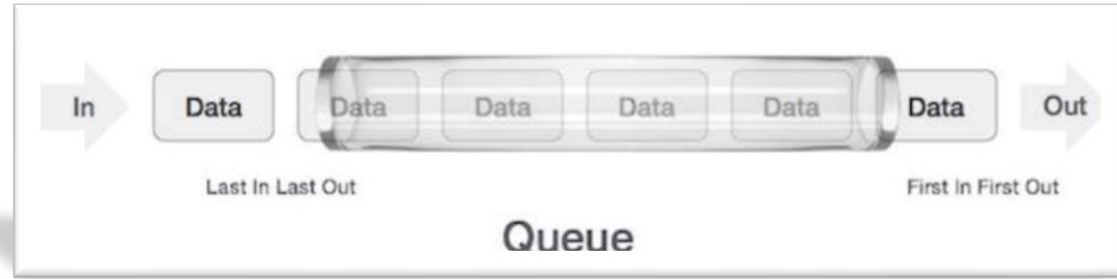 In Data Data Data Data Data Data Out
Last In Last Out First In First Out
Queue